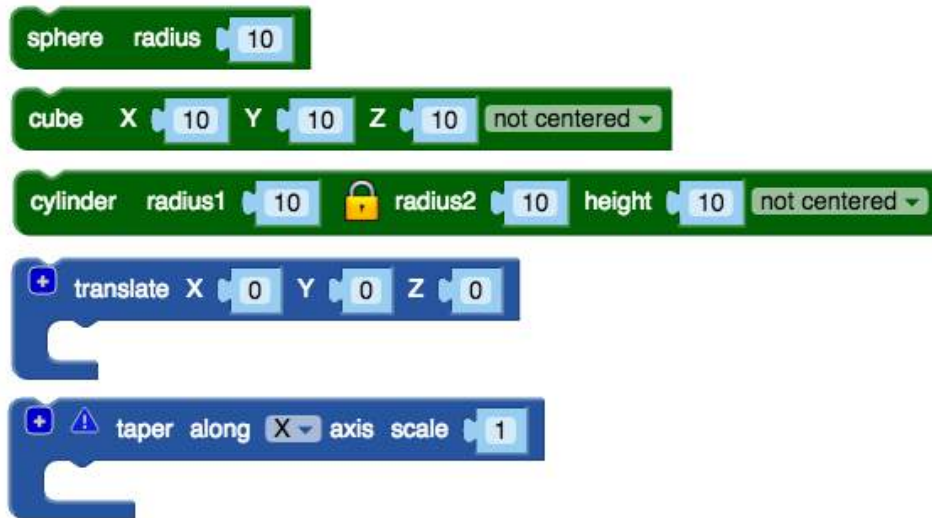 sphere radius 10
cube X 10 Y 10 Z 10 not centered
cylinder radius1 10 radius2 10 height 10 not centered
+ translate X 0 Y 0 Z 0
+ ! taper along X axis scale 1